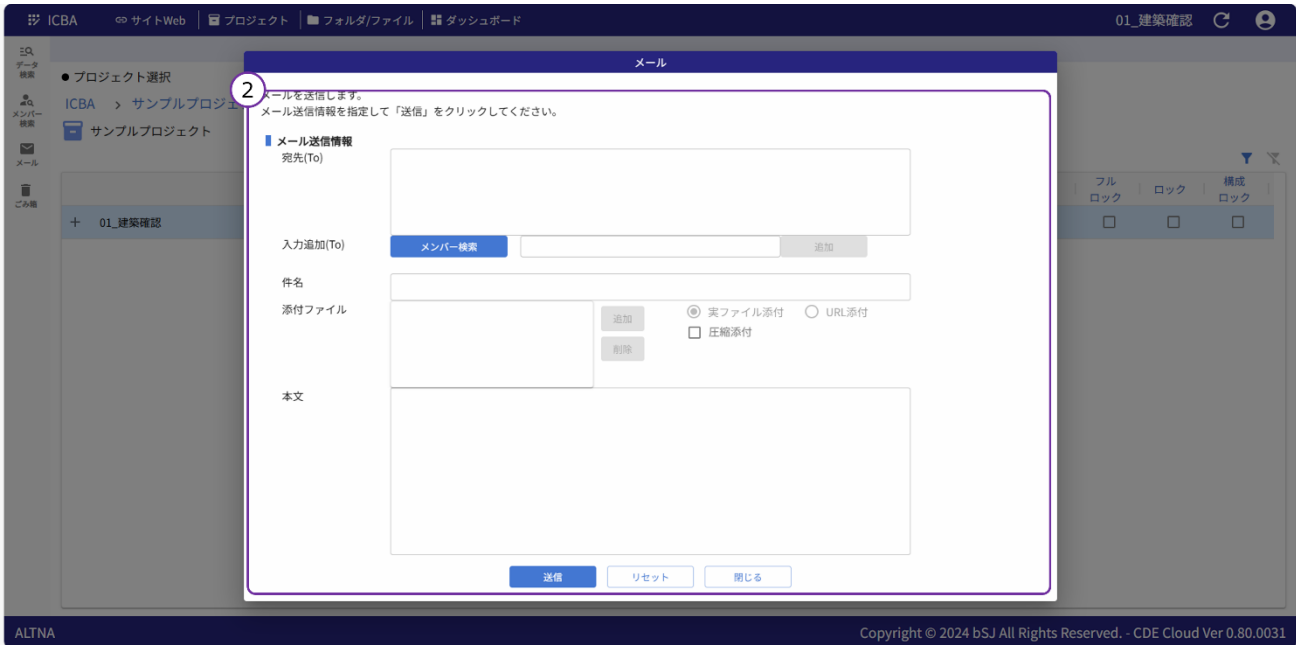 ICBA サイトWeb プロジェクト フォルダ/ファイル ダッシュボード 01_建築確認
データ
検索
メンバー
検索
メール
ごみ箱
● プロジェクト選択
ICBA > サンプルプロジェ
サンプルプロジェクト
フル
ロック
ロック
構成
ロック
+ 01_建築確認
メール
2
メールを送信します。
メール送信情報を指定して「送信」をクリックしてください。
メール送信情報
宛先(To)
入力追加(To) メンバー検索 追加
件名
添付ファイル 追加 実ファイル添付 URL添付
圧縮添付
削除
本文
送信 リセット 閉じる
ALTNA Copyright © 2024 bSJ All Rights Reserved. - CDE Cloud Ver 0.80.0031